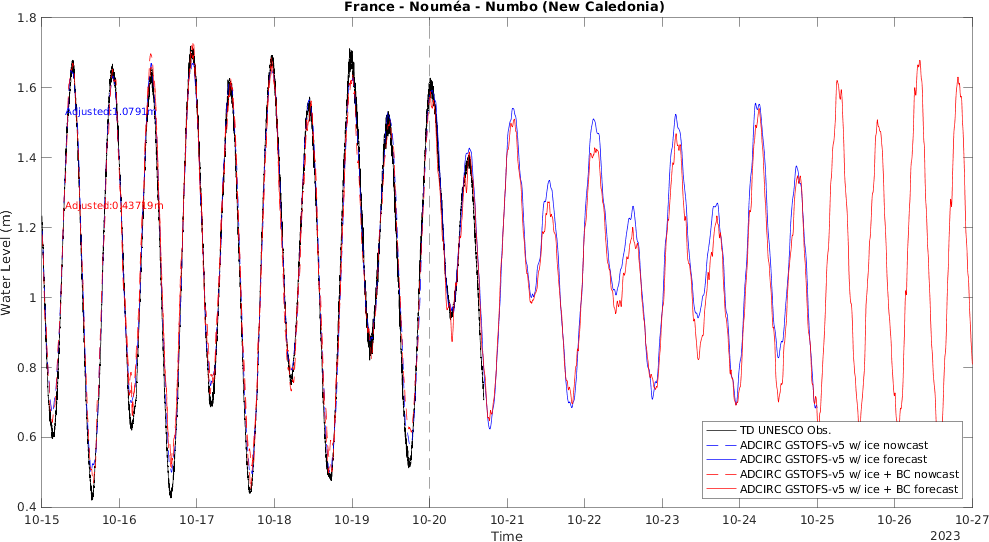 France - Nouméa - Numbo (New Caledonia)
Water Level (m)
1.8
1.6
1.4
1.2
1
0.8
0.6
0.4
Adjusted:1.0791m
Adjusted:0.43719m
TD UNESCO Obs.
ADCIRC GSTOFS-v5 w/ ice nowcast
ADCIRC GSTOFS-v5 w/ ice forecast
ADCIRC GSTOFS-v5 w/ ice + BC nowcast
ADCIRC GSTOFS-v5 w/ ice + BC forecast
10-15 10-16 10-17 10-18 10-19 10-20 10-21 10-22 10-23 10-24 10-25 10-26 10-27
Time
2023